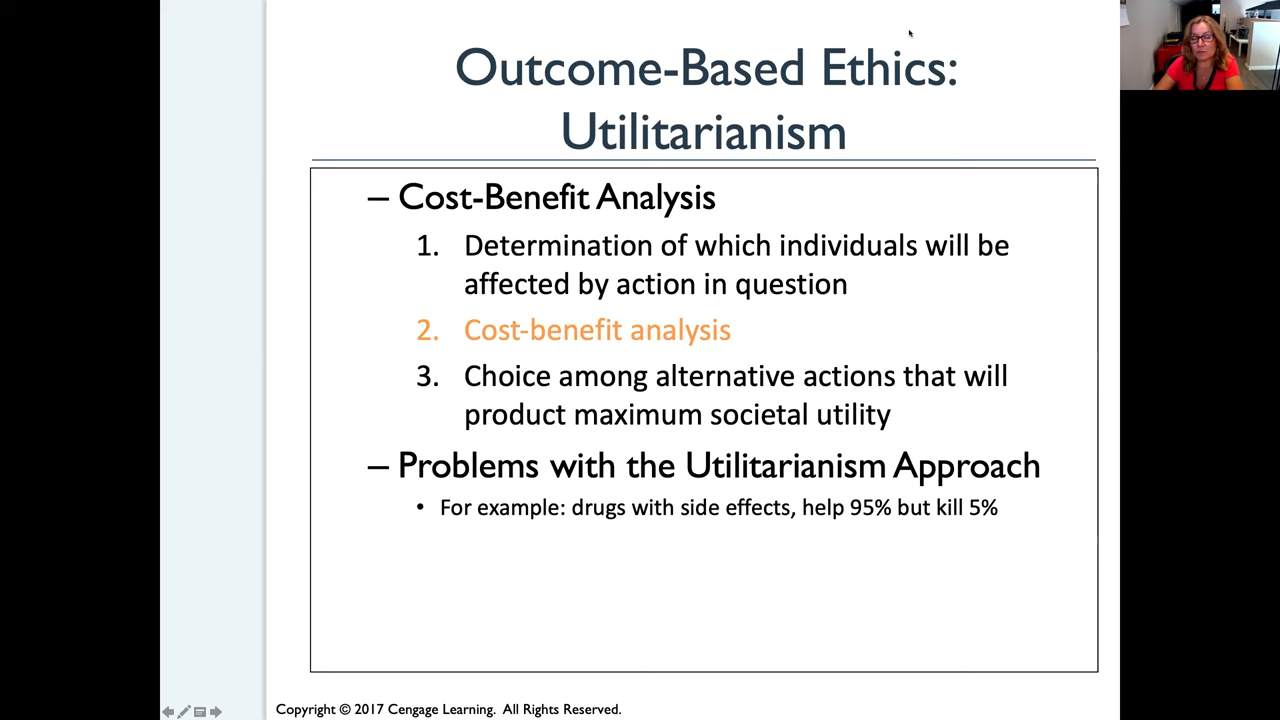 Outcome-Based Ethics:
Utilitarianism
– Cost-Benefit Analysis
1. Determination of which individuals will be
affected by action in question
2. Cost-benefit analysis
3. Choice among alternative actions that will
product maximum societal utility
– Problems with the Utilitarianism Approach
• For example: drugs with side effects, help 95% but kill 5%
Copyright © 2017 Cengage Learning. All Rights Reserved.